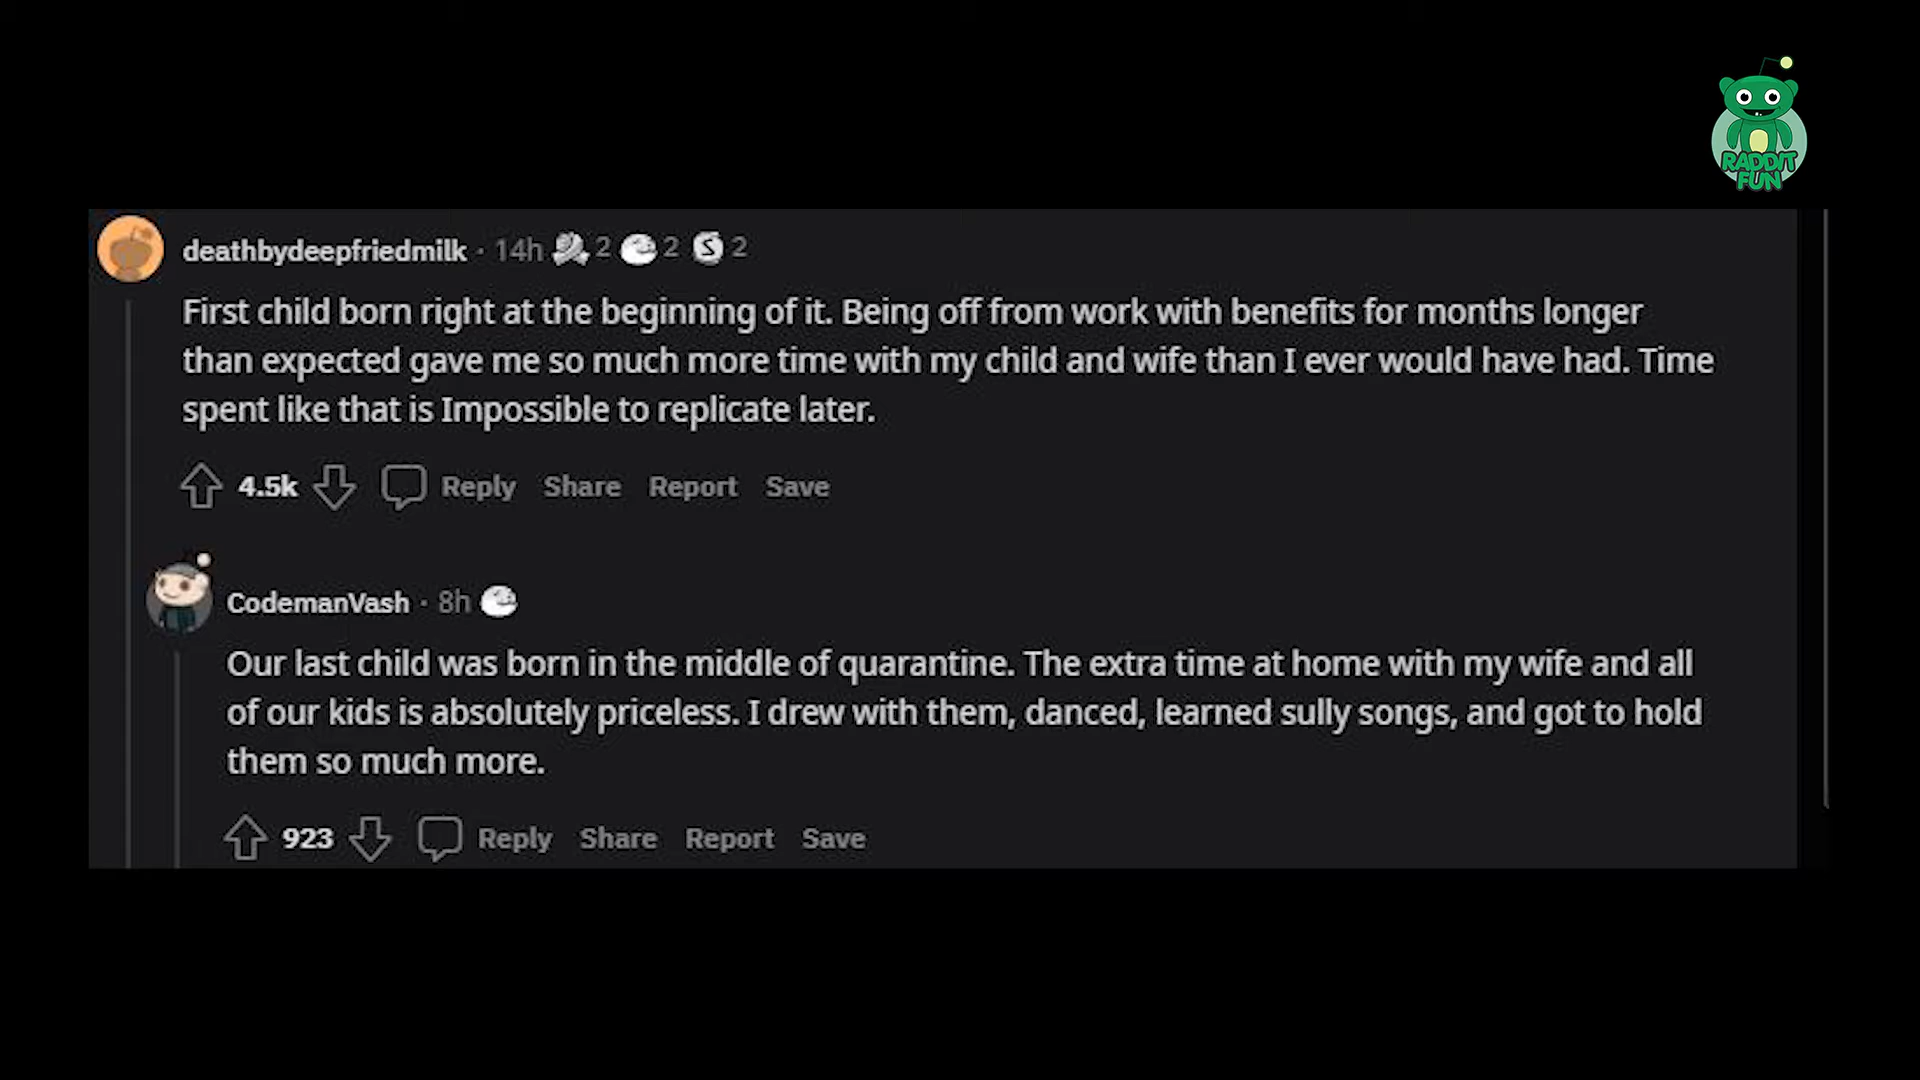 RADDIT
FUN
deathbydeepfriedmilk · 14h 2 2 2
First child born right at the beginning of it. Being off from work with benefits for months longer
than expected gave me so much more time with my child and wife than I ever would have had. Time
spent like that is Impossible to replicate later.
4.5k Reply Share Report Save
CodemanVash · 8h
Our last child was born in the middle of quarantine. The extra time at home with my wife and all
of our kids is absolutely priceless. I drew with them, danced, learned sully songs, and got to hold
them so much more.
923 Reply Share Report Save